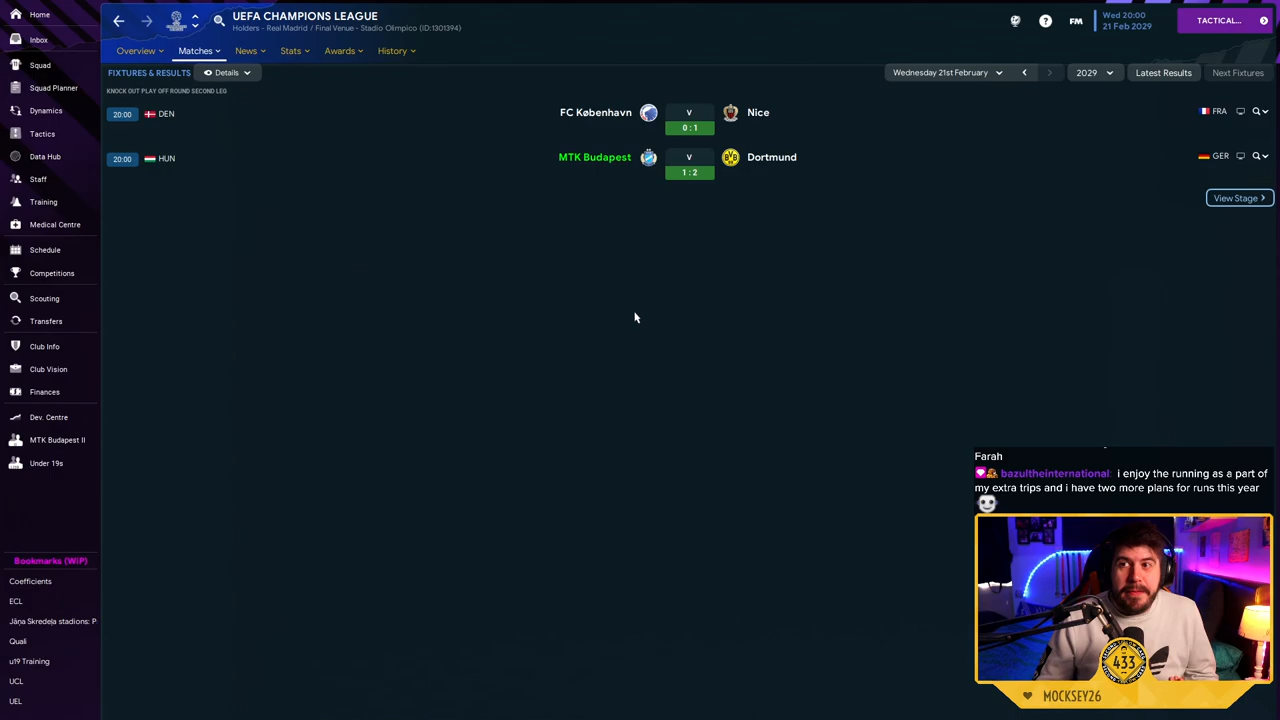 Home
Inbox
Squad
Squad Planner
Dynamics
Tactics
Data Hub
Staff
Training
Medical Centre
Schedule
Competitions
Scouting
Transfers
Club Info
Club Vision
Finances
Dev. Centre
MTK Budapest II
Under 19s
Bookmarks (WiP)
Coefficients
ECL
Jāņa Skredeļa stadions: P
Quali
u19 Training
UCL
UEL
UEFA CHAMPIONS LEAGUE
Holders - Real Madrid / Final Venue - Stadio Olimpico (ID:1301394)
FM
Wed 20:00
21 Feb 2029
TACTICAL...
Overview Matches News Stats Awards History
FIXTURES & RESULTS Details Wednesday 21st February 2029 Latest Results Next Fixtures
KNOCK OUT PLAY OFF ROUND SECOND LEG
20:00 DEN FC København V Nice FRA
0 : 1
20:00 HUN MTK Budapest V Dortmund GER
BVB 09
1 : 2
View Stage
Farah
bazultheinternational: i enjoy the running as a part
of my extra trips and i have two more plans for runs this year
433
MOCKSEY26